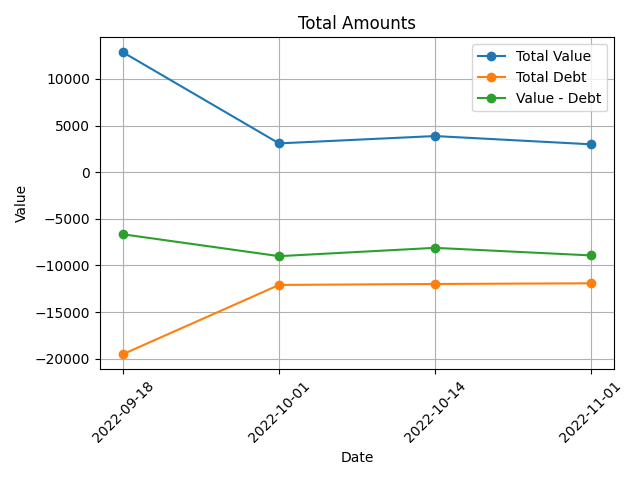 Total Amounts
Total Value
Total Debt
Value - Debt
10000
5000
0
−5000
−10000
−15000
−20000
Value
2022-09-18
2022-10-01
2022-10-14
2022-11-01
Date